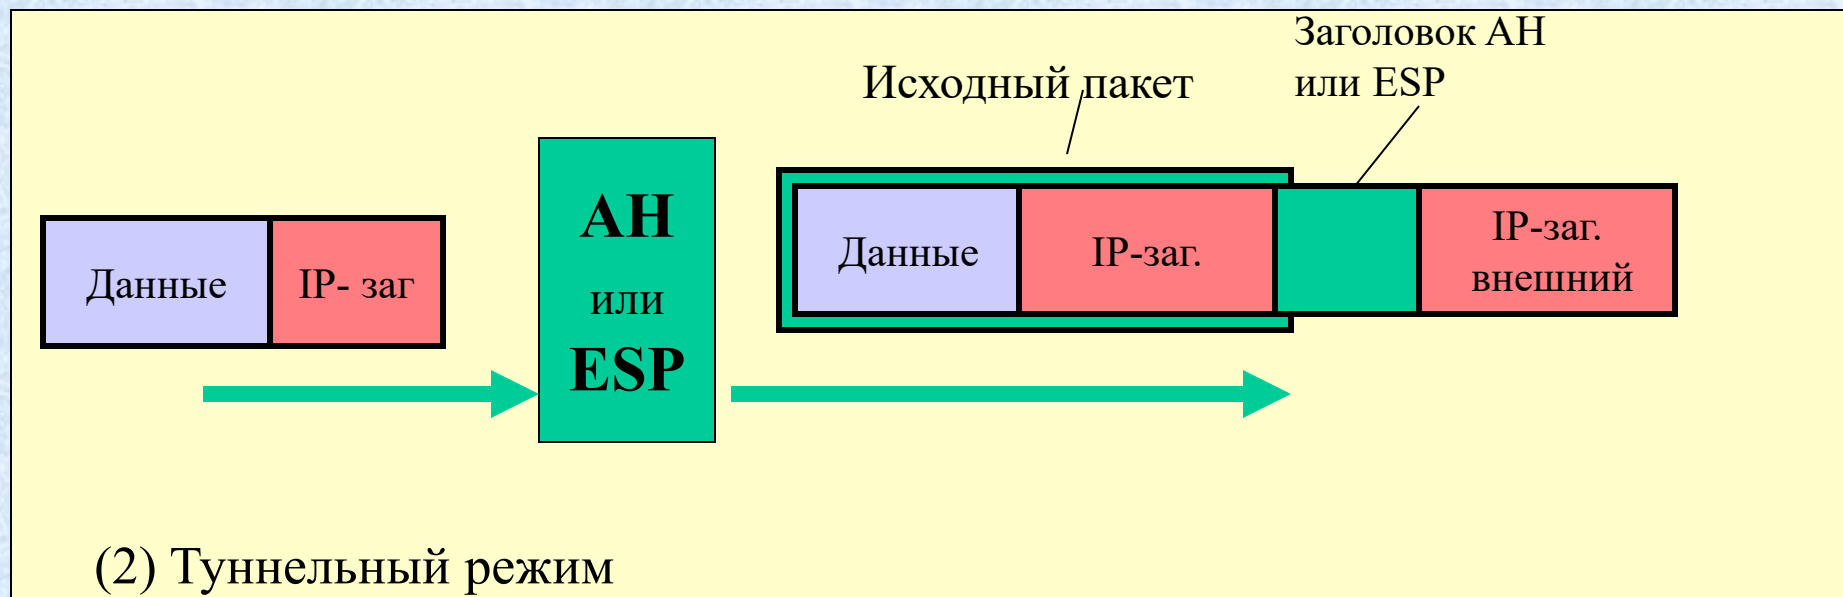 Заголовок AH
или ESP
Исходный пакет
Данные
IP- заг
AH
или
ESP
Данные
IP-заг.
IP-заг.
внешний
(2) Туннельный режим